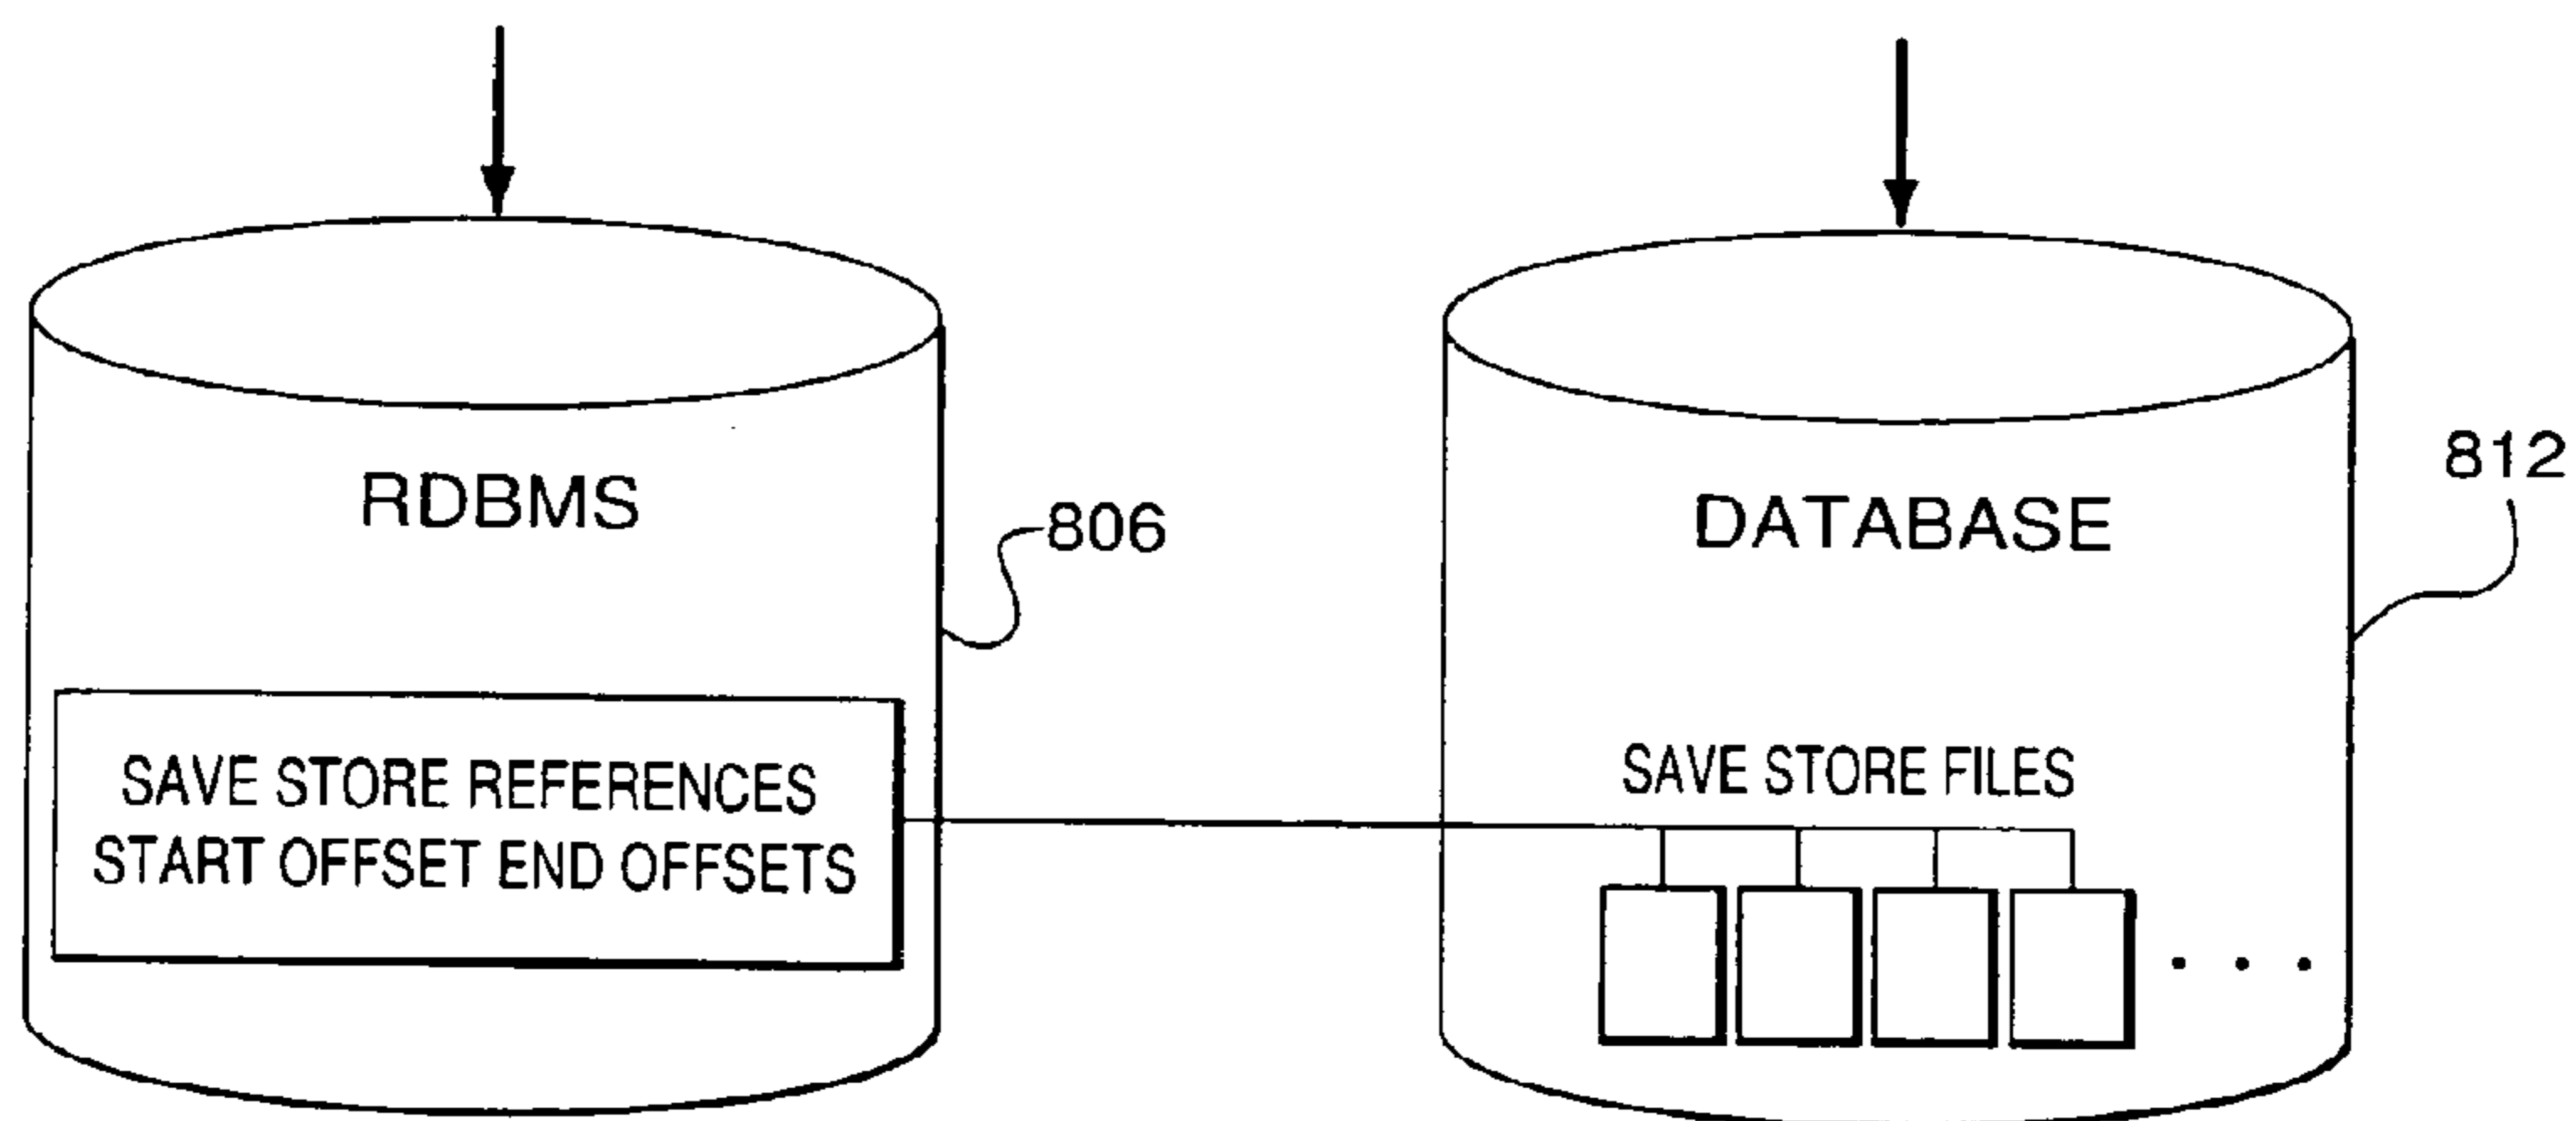 RDBMS
806
SAVE STORE REFERENCES
START OFFSET END OFFSETS
DATABASE
812
SAVE STORE FILES